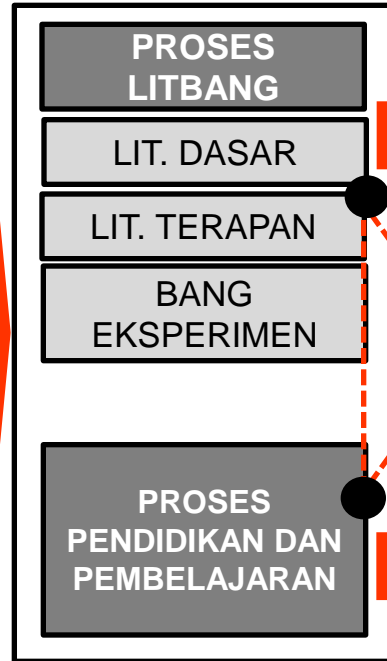 PROSES
LITBANG
LIT. DASAR
LIT. TERAPAN
BANG
EKSPERIMEN
PROSES
PENDIDIKAN DAN
PEMBELAJARAN